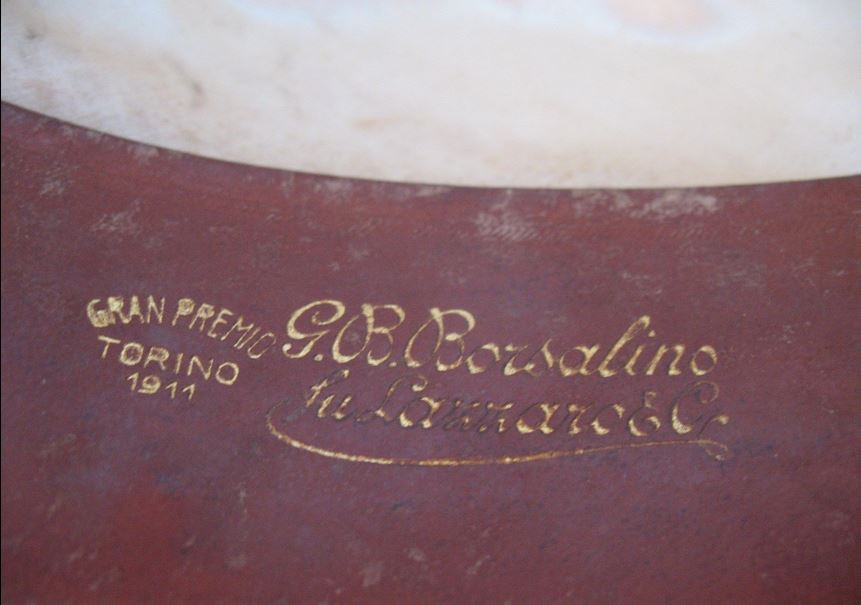 GRAN PREMIO
TORINO
1911
G.B. Borsalino
fu Lazzaro & C.